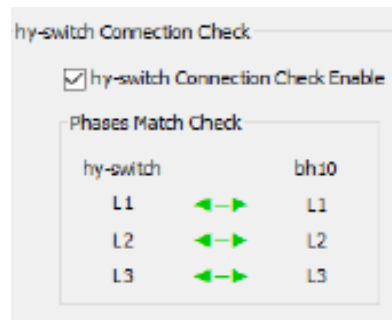 hy-switch Connection Check
hy-switch Connection Check Enable
Phases Match Check
hy-switch bh10
L1 L1
L2 L2
L3 L3